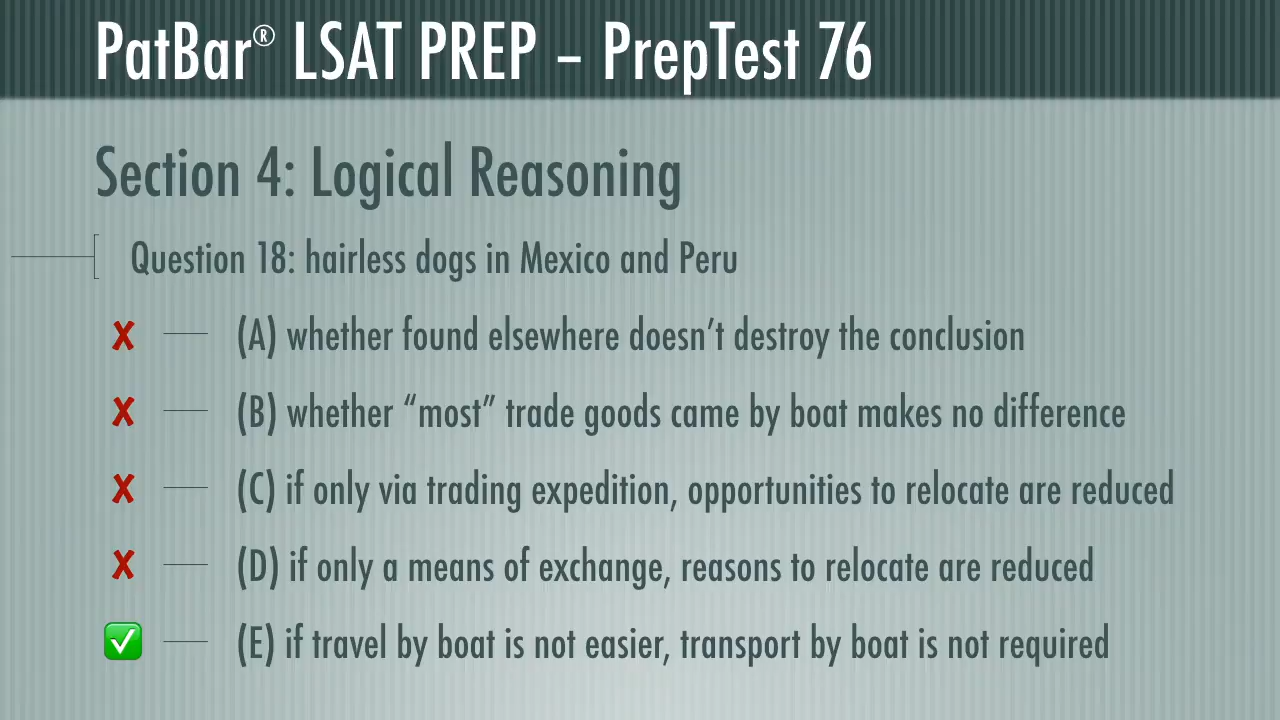 PatBar® LSAT PREP – PrepTest 76
Section 4: Logical Reasoning
Question 18: hairless dogs in Mexico and Peru
✘ (A) whether found elsewhere doesn’t destroy the conclusion
✘ (B) whether “most” trade goods came by boat makes no difference
✘ (C) if only via trading expedition, opportunities to relocate are reduced
✘ (D) if only a means of exchange, reasons to relocate are reduced
✅ (E) if travel by boat is not easier, transport by boat is not required